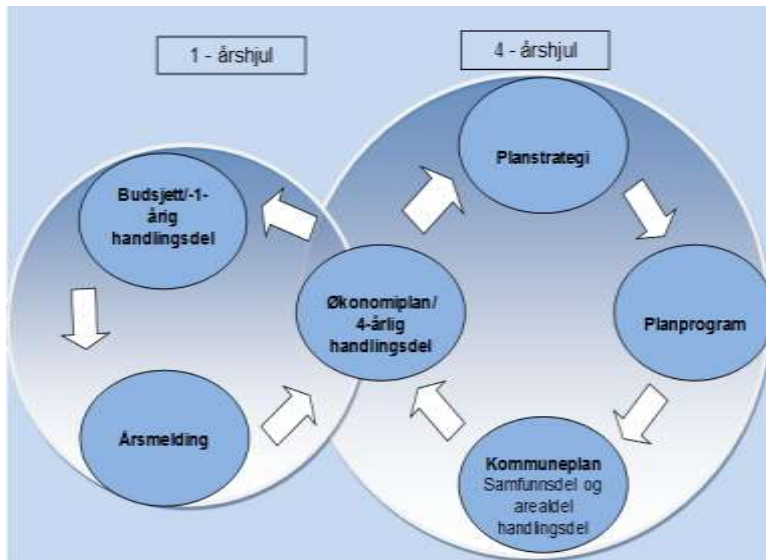 1 - årshjul
4 - årshjul
Planstrategi
Budsjett/-1-
årig
handlingsdel
Økonomiplan/
4-årlig
handlingsdel
Planprogram
Årsmelding
Kommuneplan
Samfunnsdel og
arealdel
handlingsdel